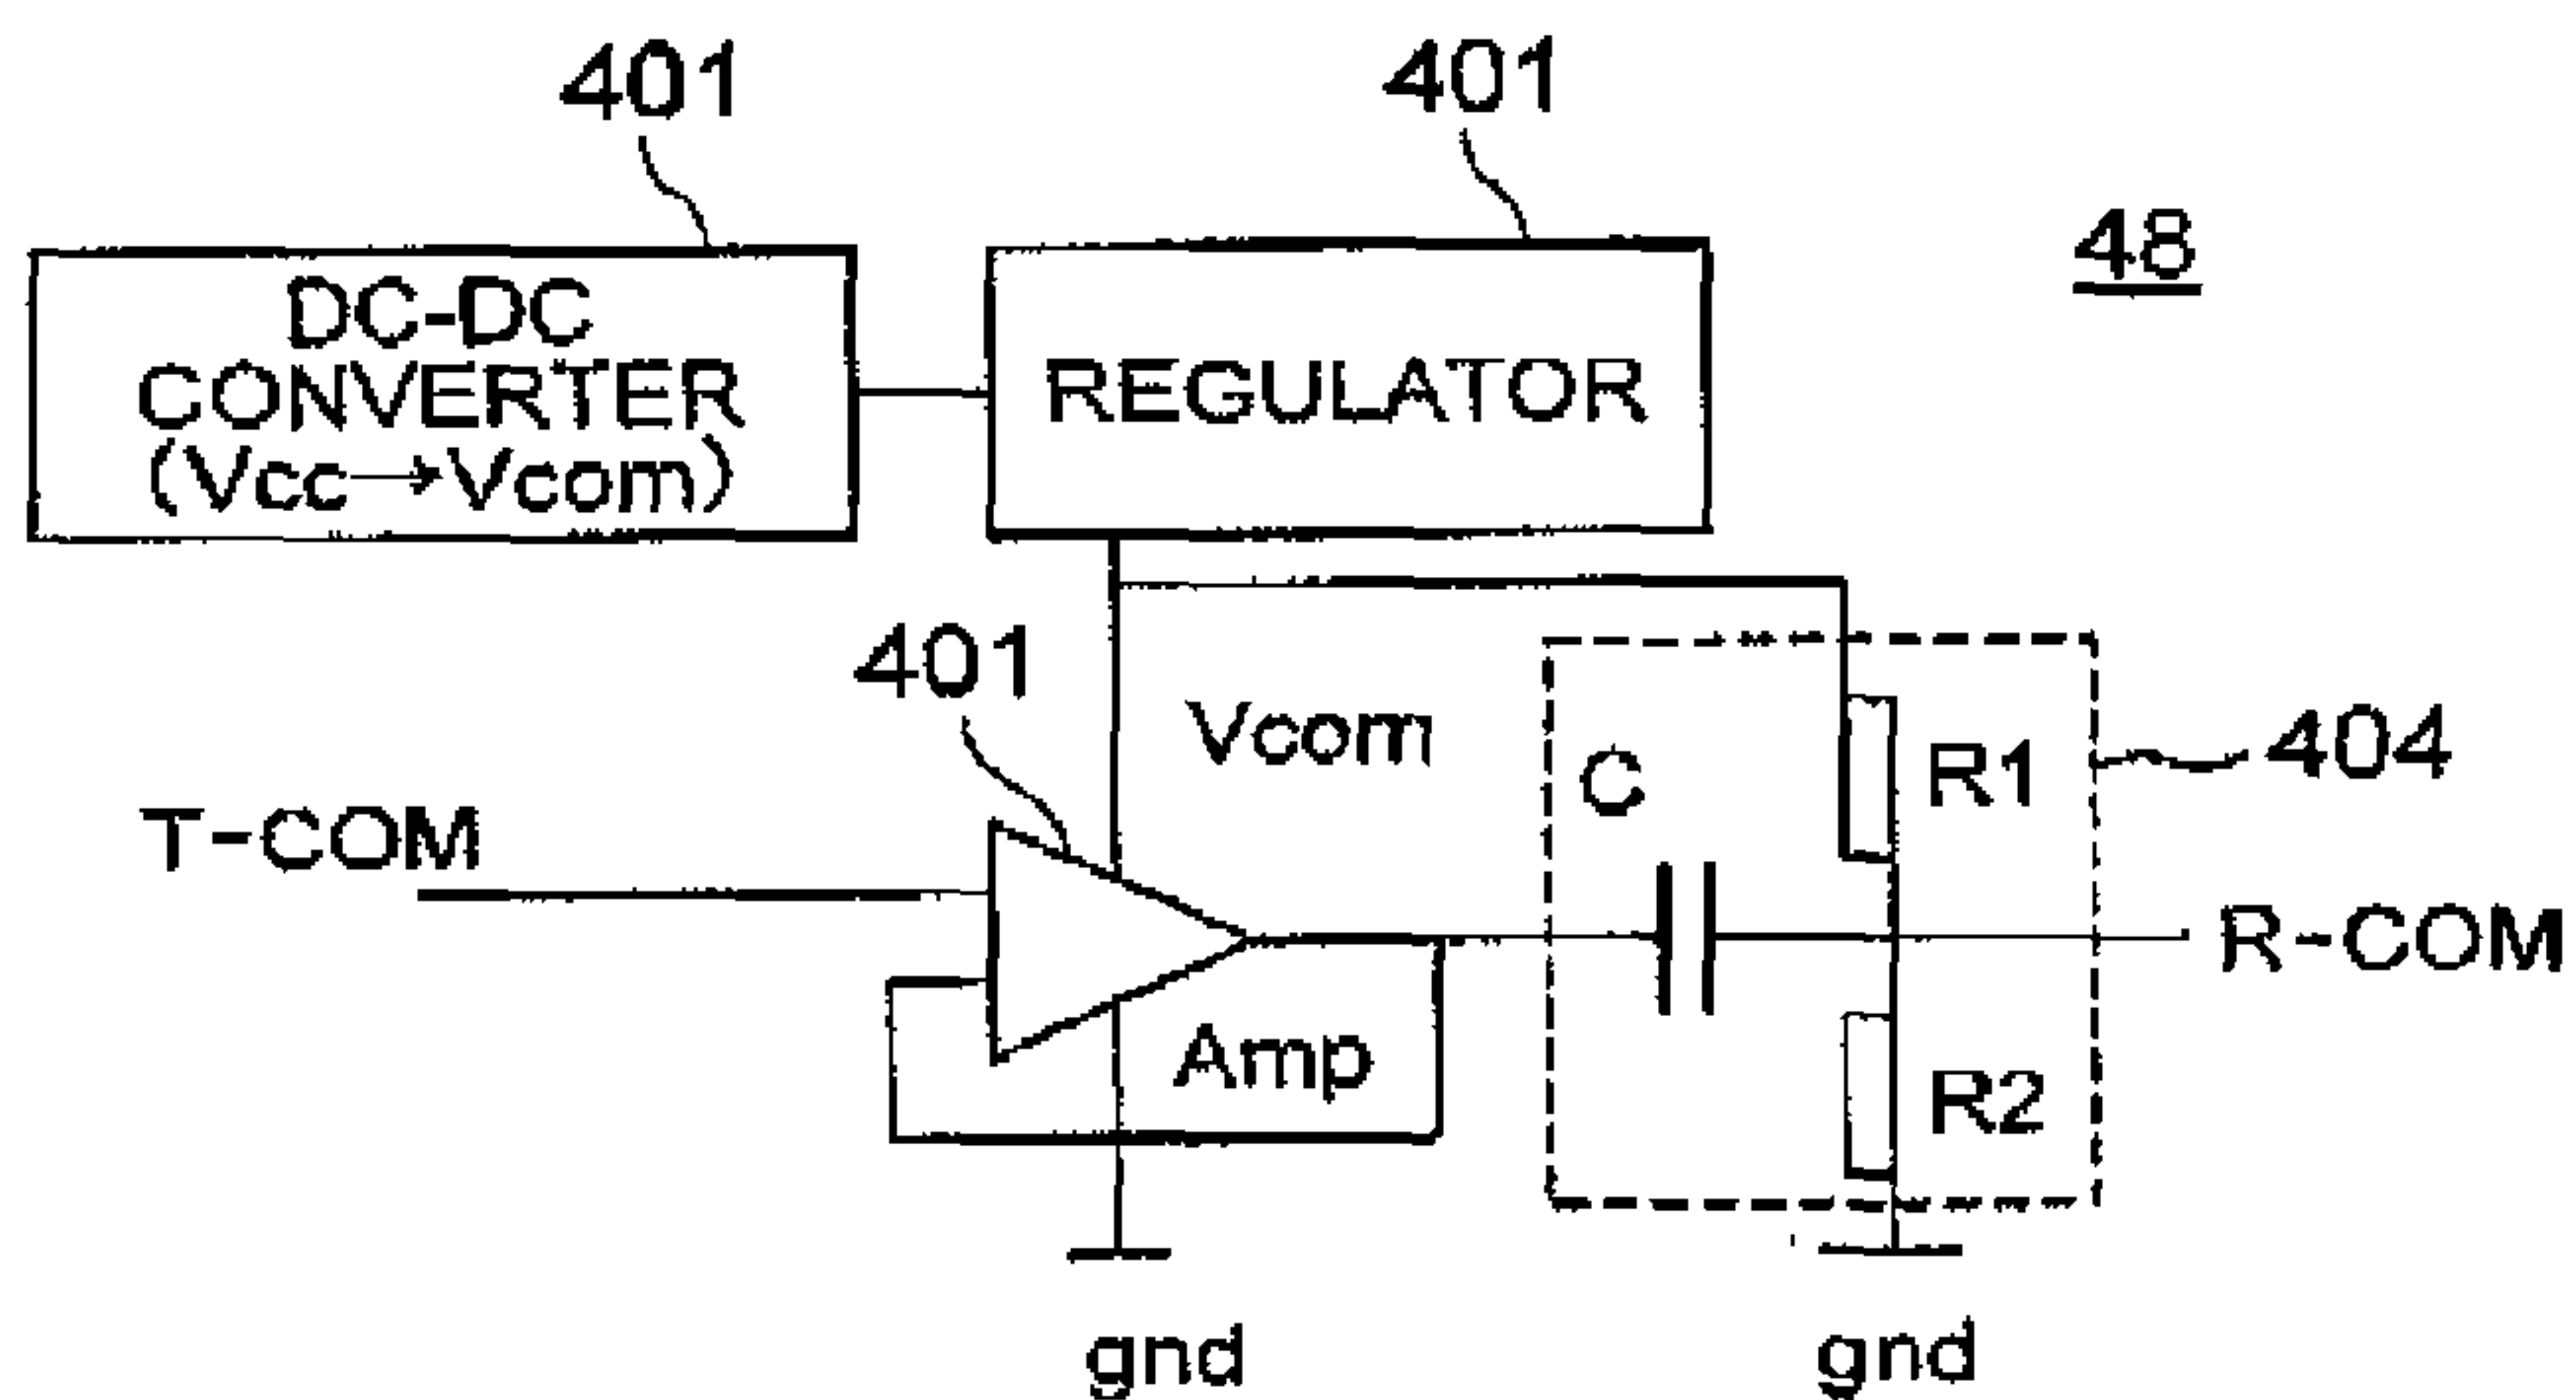 401
401
48
DC-DC
CONVERTER
(Vcc→Vcom)
REGULATOR
401
Vcom
C
R1
404
T-COM
R-COM
Amp
R2
gnd
gnd